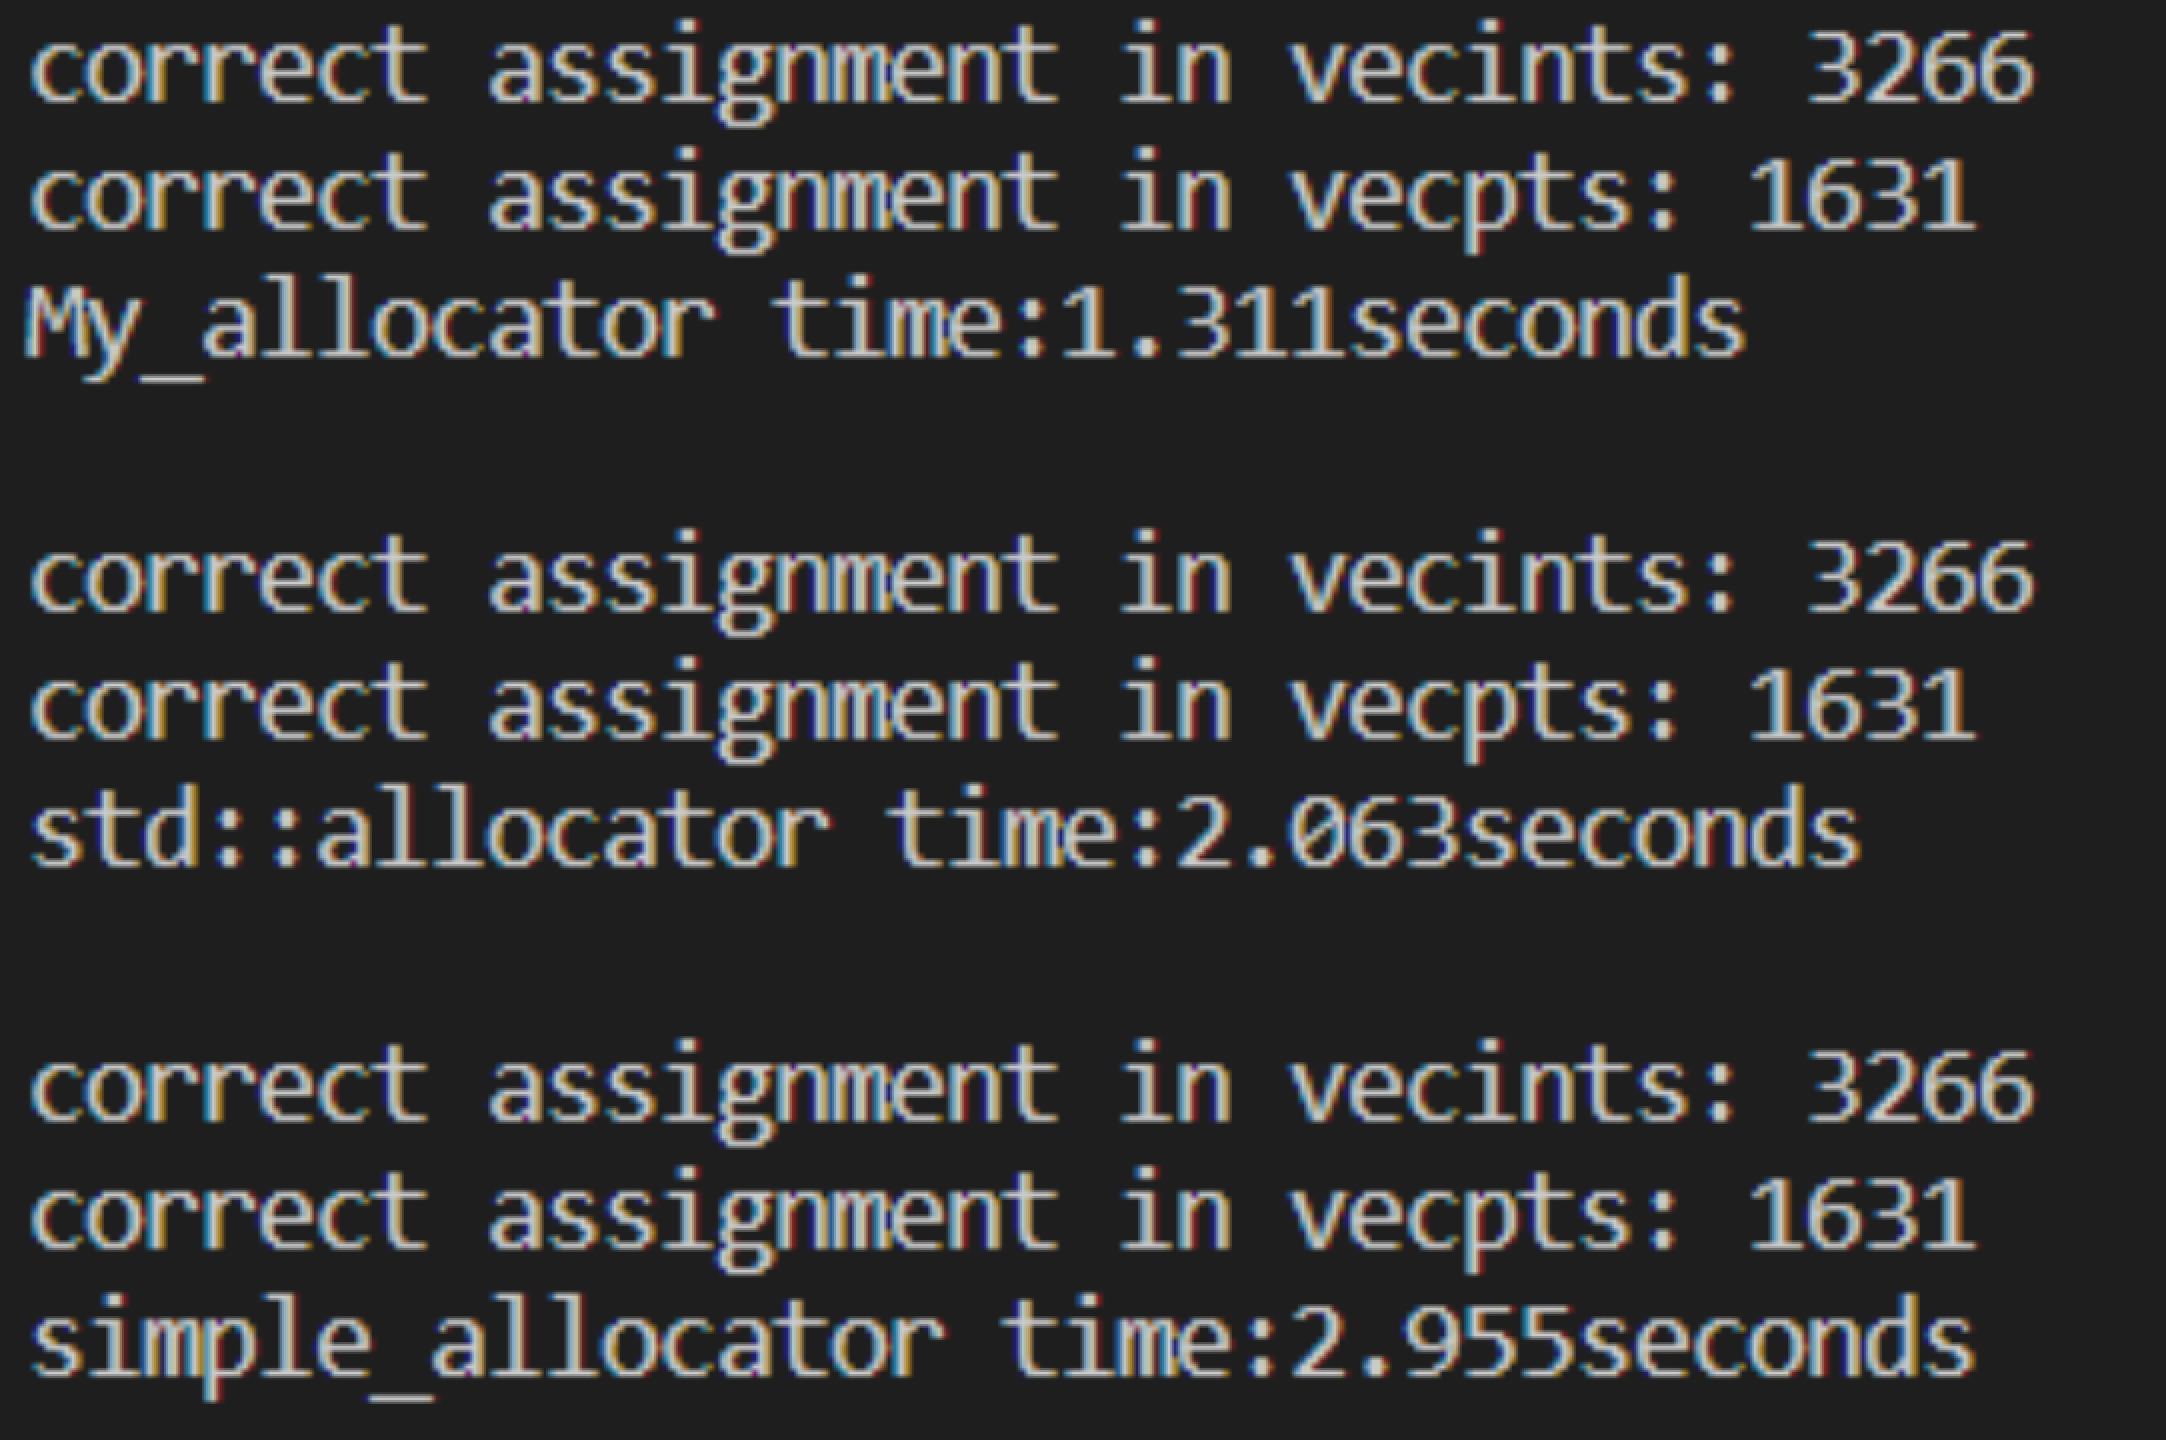 correct assignment in vecints: 3266
correct assignment in vecpts: 1631
My_allocator time:1.311seconds
correct assignment in vecints: 3266
correct assignment in vecpts: 1631
std::allocator time:2.063seconds
correct assignment in vecints: 3266
correct assignment in vecpts: 1631
simple_allocator time:2.955seconds